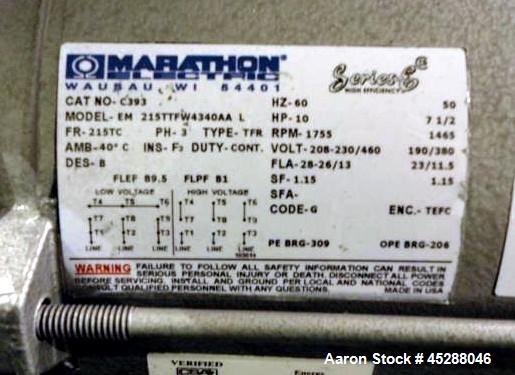 MARATHON
ELECTRIC
WAUSAU, WI 54401
Series E
HIGH EFFICIENCY
CAT NO- C393 HZ-60 50
MODEL- EM 215TTFW4340AA L HP-10 7 1/2
FR-215TC PH-3 TYPE-TFR RPM-1755 1465
AMB-40°C INS-F2 DUTY-CONT. VOLT-208-230/460 190/380
DES-B FLA-28-26/13 23/11.5
FLEF 89.5 FLPF 81 SF-1.15 1.15
LOW VOLTAGE HIGH VOLTAGE SFA-
T4 T5 T6 T4 T5 T6 CODE-G ENC.-TEFC
T7 T8 T9 T7 T8 T9
T1 T2 T3 T1 T2 T3
LINE LINE LINE LINE LINE LINE PE BRG-309 OPE BRG-206
WARNING FAILURE TO FOLLOW ALL SAFETY INFORMATION CAN RESULT IN
SERIOUS PERSONAL INJURY OR DEATH. DISCONNECT ALL POWER
BEFORE SERVICING. INSTALL AND GROUND PER LOCAL AND NATIONAL CODES
CONSULT QUALIFIED PERSONNEL WITH ANY QUESTIONS. MADE IN USA
VERIFIED
Energy
Aaron Stock # 45288046